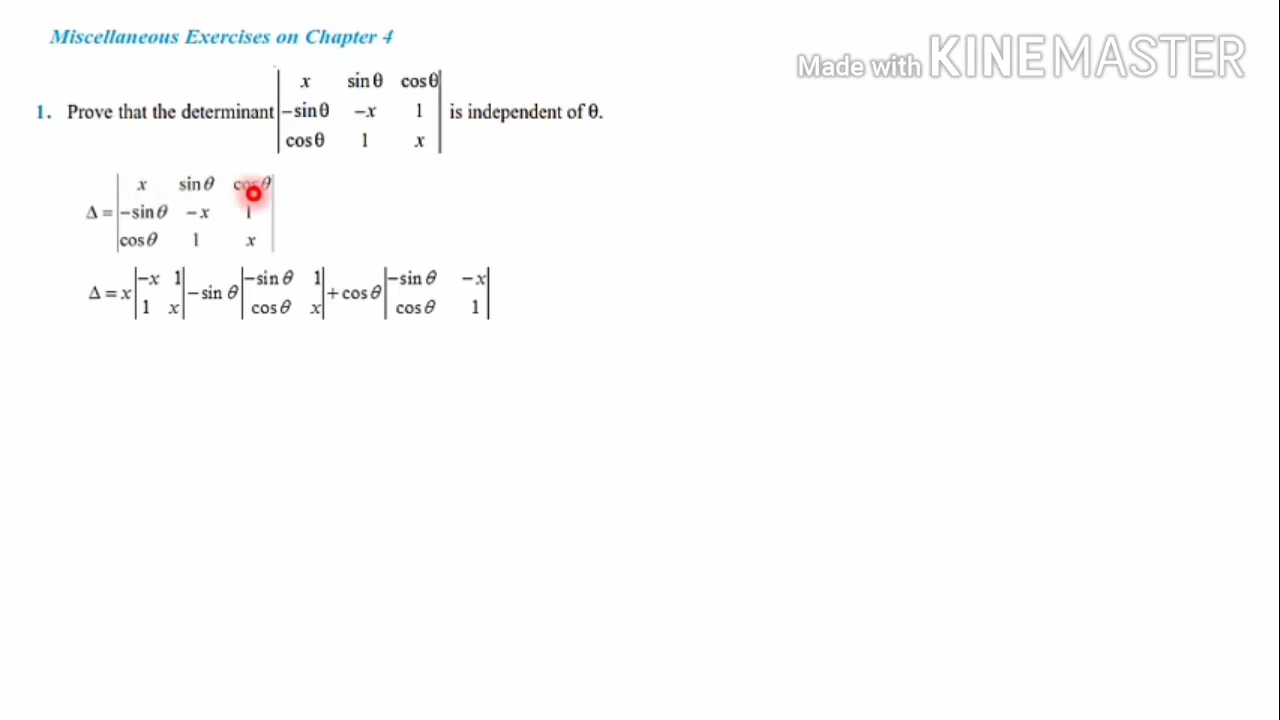 Miscellaneous Exercises on Chapter 4
Made with KINEMASTER
1. Prove that the determinant | x sinθ cosθ | is independent of θ.
| −sinθ −x 1 |
| cosθ 1 x |
Δ = | x sinθ cosθ |
| −sinθ −x 1 |
| cosθ 1 x |
Δ = x | −x 1 | − sinθ | −sinθ 1 | + cosθ | −sinθ −x |
| 1 x | | cosθ x | | cosθ 1 |